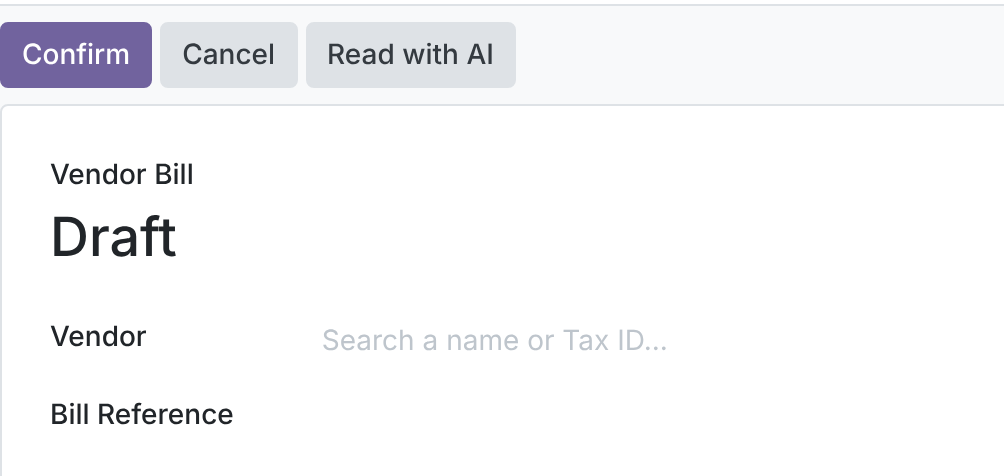 Confirm Cancel Read with AI
Vendor Bill
Draft
Vendor Search a name or Tax ID...
Bill Reference